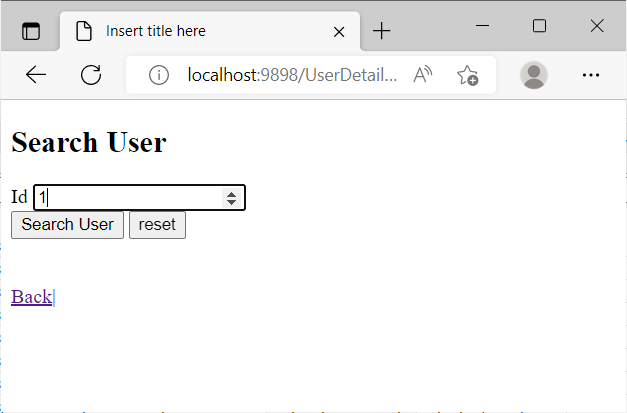 Insert title here
localhost:9898/UserDetail...
Search User
Id 1
Search User reset
Back